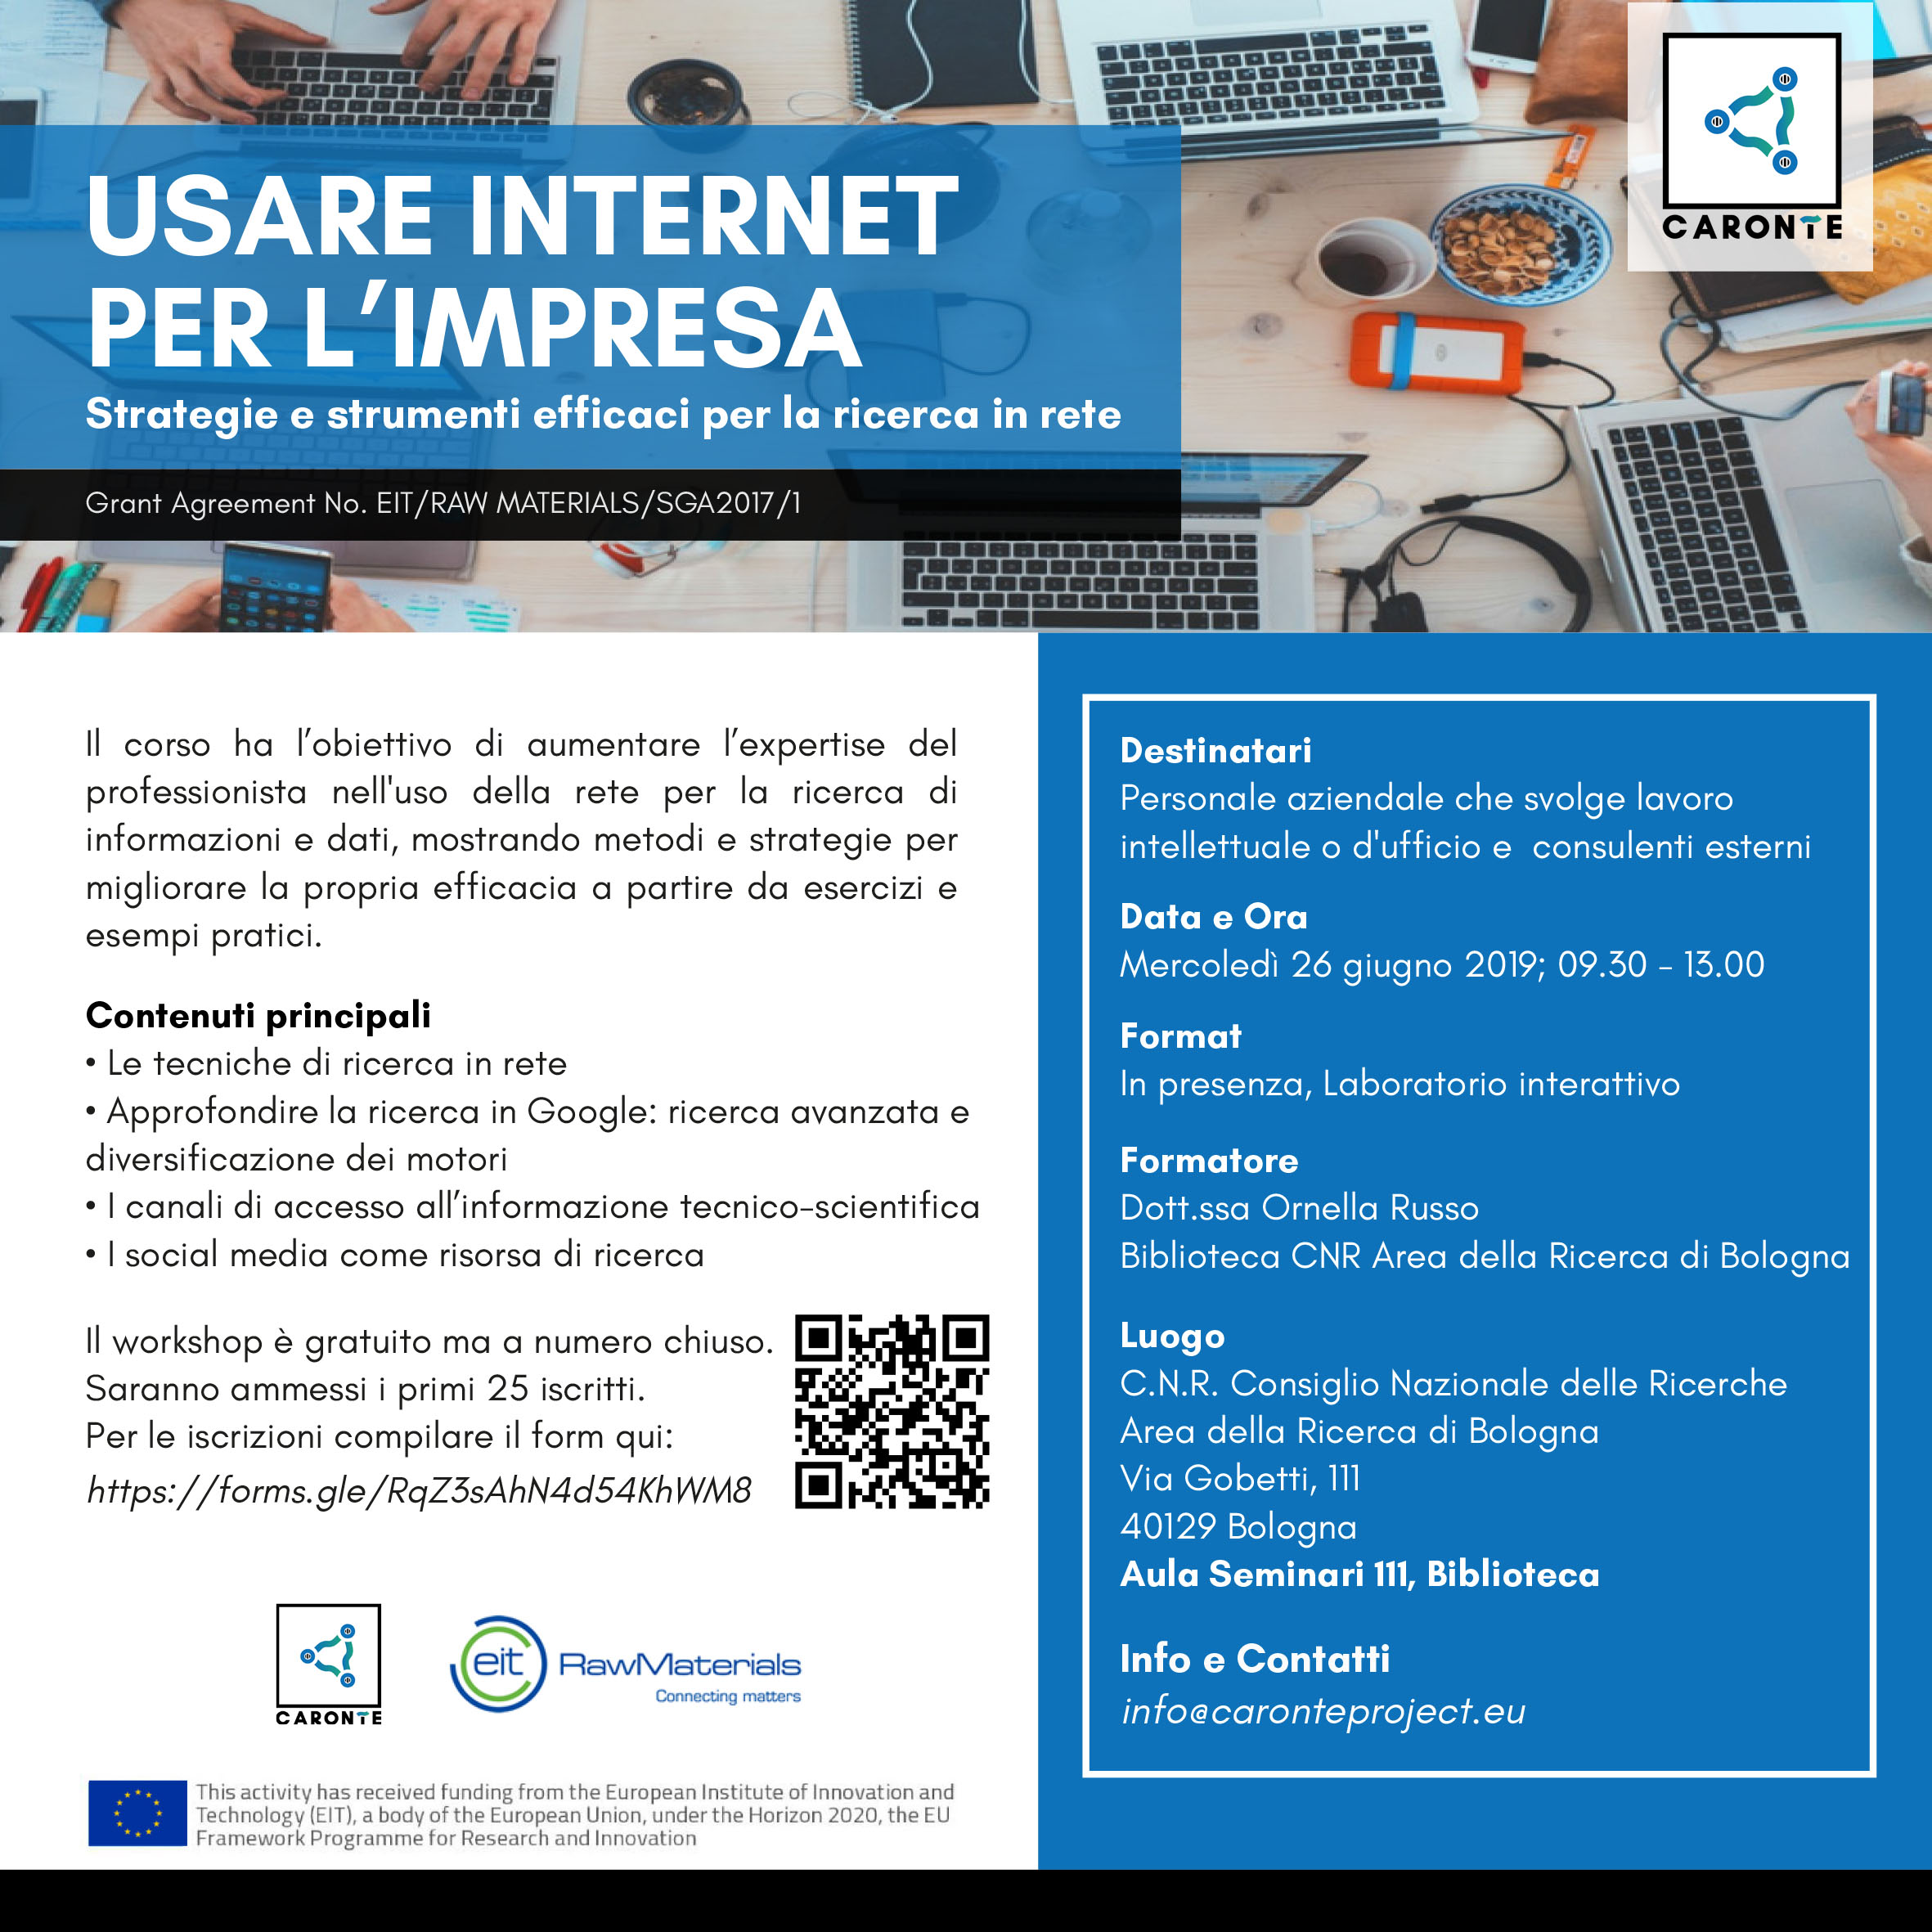 USARE INTERNET
PER L’IMPRESA
Strategie e strumenti efficaci per la ricerca in rete
Grant Agreement No. EIT/RAW MATERIALS/SGA2017/1
CARONTE
Il corso ha l’obiettivo di aumentare l’expertise del
professionista nell'uso della rete per la ricerca di
informazioni e dati, mostrando metodi e strategie per
migliorare la propria efficacia a partire da esercizi e
esempi pratici.
Contenuti principali
• Le tecniche di ricerca in rete
• Approfondire la ricerca in Google: ricerca avanzata e
diversificazione dei motori
• I canali di accesso all’informazione tecnico-scientifica
• I social media come risorsa di ricerca
Il workshop è gratuito ma a numero chiuso.
Saranno ammessi i primi 25 iscritti.
Per le iscrizioni compilare il form qui:
https://forms.gle/RqZ3sAhN4d54KhWM8
CARONTE
eit RawMaterials
Connecting matters
This activity has received funding from the European Institute of Innovation and
Technology (EIT), a body of the European Union, under the Horizon 2020, the EU
Framework Programme for Research and Innovation
Destinatari
Personale aziendale che svolge lavoro
intellettuale o d'ufficio e  consulenti esterni
Data e Ora
Mercoledì 26 giugno 2019; 09.30 - 13.00
Format
In presenza, Laboratorio interattivo
Formatore
Dott.ssa Ornella Russo
Biblioteca CNR Area della Ricerca di Bologna
Luogo
C.N.R. Consiglio Nazionale delle Ricerche
Area della Ricerca di Bologna
Via Gobetti, 111
40129 Bologna
Aula Seminari 111, Biblioteca
Info e Contatti
info@caronteproject.eu